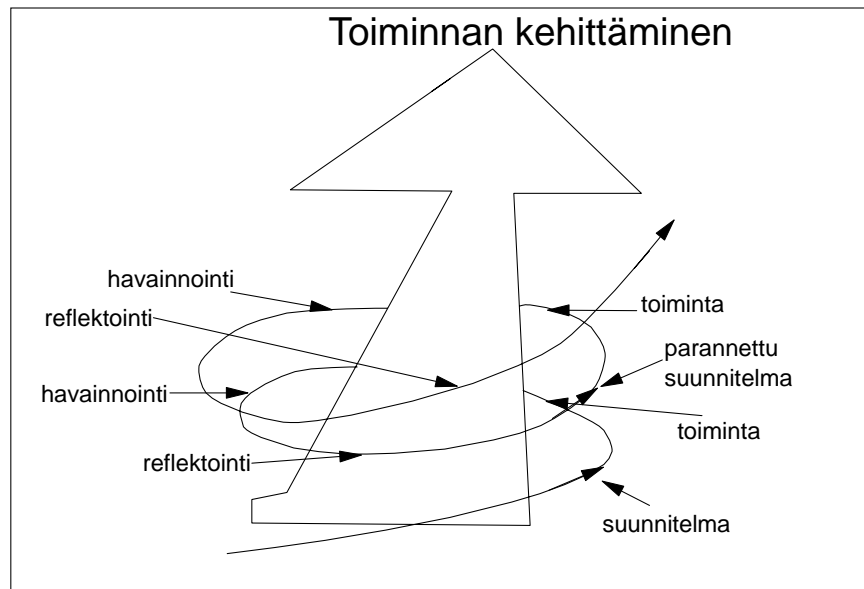 Toiminnan kehittäminen
havainnointi
toiminta
reflektointi
parannettu
suunnitelma
havainnointi
toiminta
reflektointi
suunnitelma